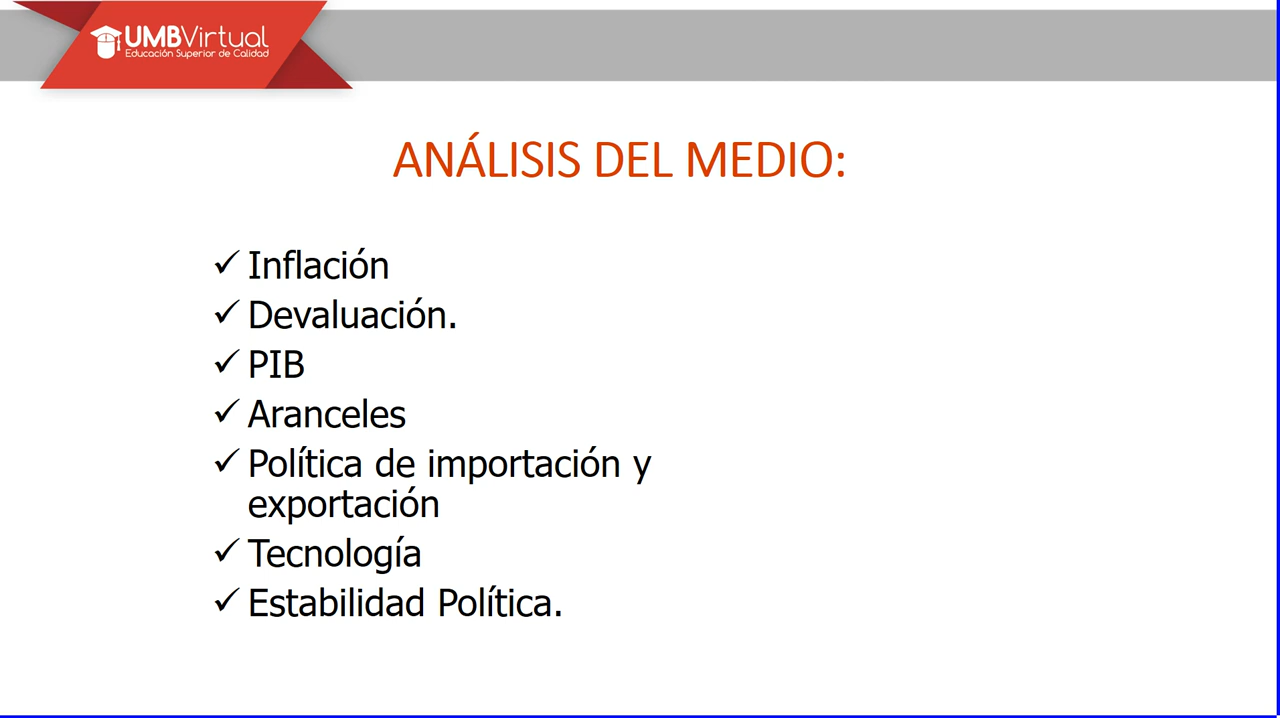 UMBVirtual
Educación Superior de Calidad
ANÁLISIS DEL MEDIO:
✓ Inflación
✓ Devaluación.
✓ PIB
✓ Aranceles
✓ Política de importación y
exportación
✓ Tecnología
✓ Estabilidad Política.